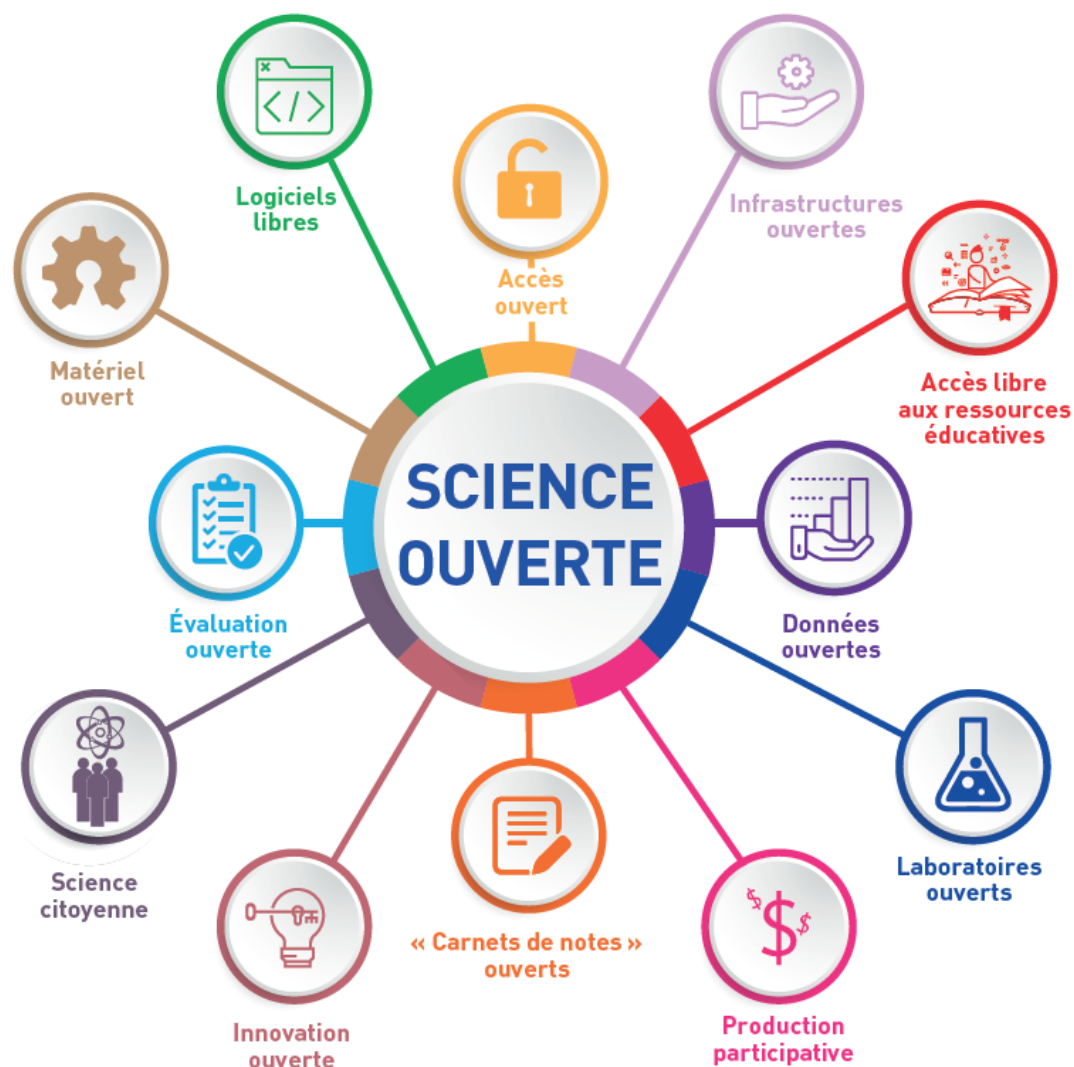 Logiciels
libres
Accès
ouvert
Infrastructures
ouvertes
Matériel
ouvert
Accès libre
aux ressources
éducatives
SCIENCE
OUVERTE
Évaluation
ouverte
Données
ouvertes
Science
citoyenne
Laboratoires
ouverts
« Carnets de notes »
ouverts
Innovation
ouverte
Production
participative